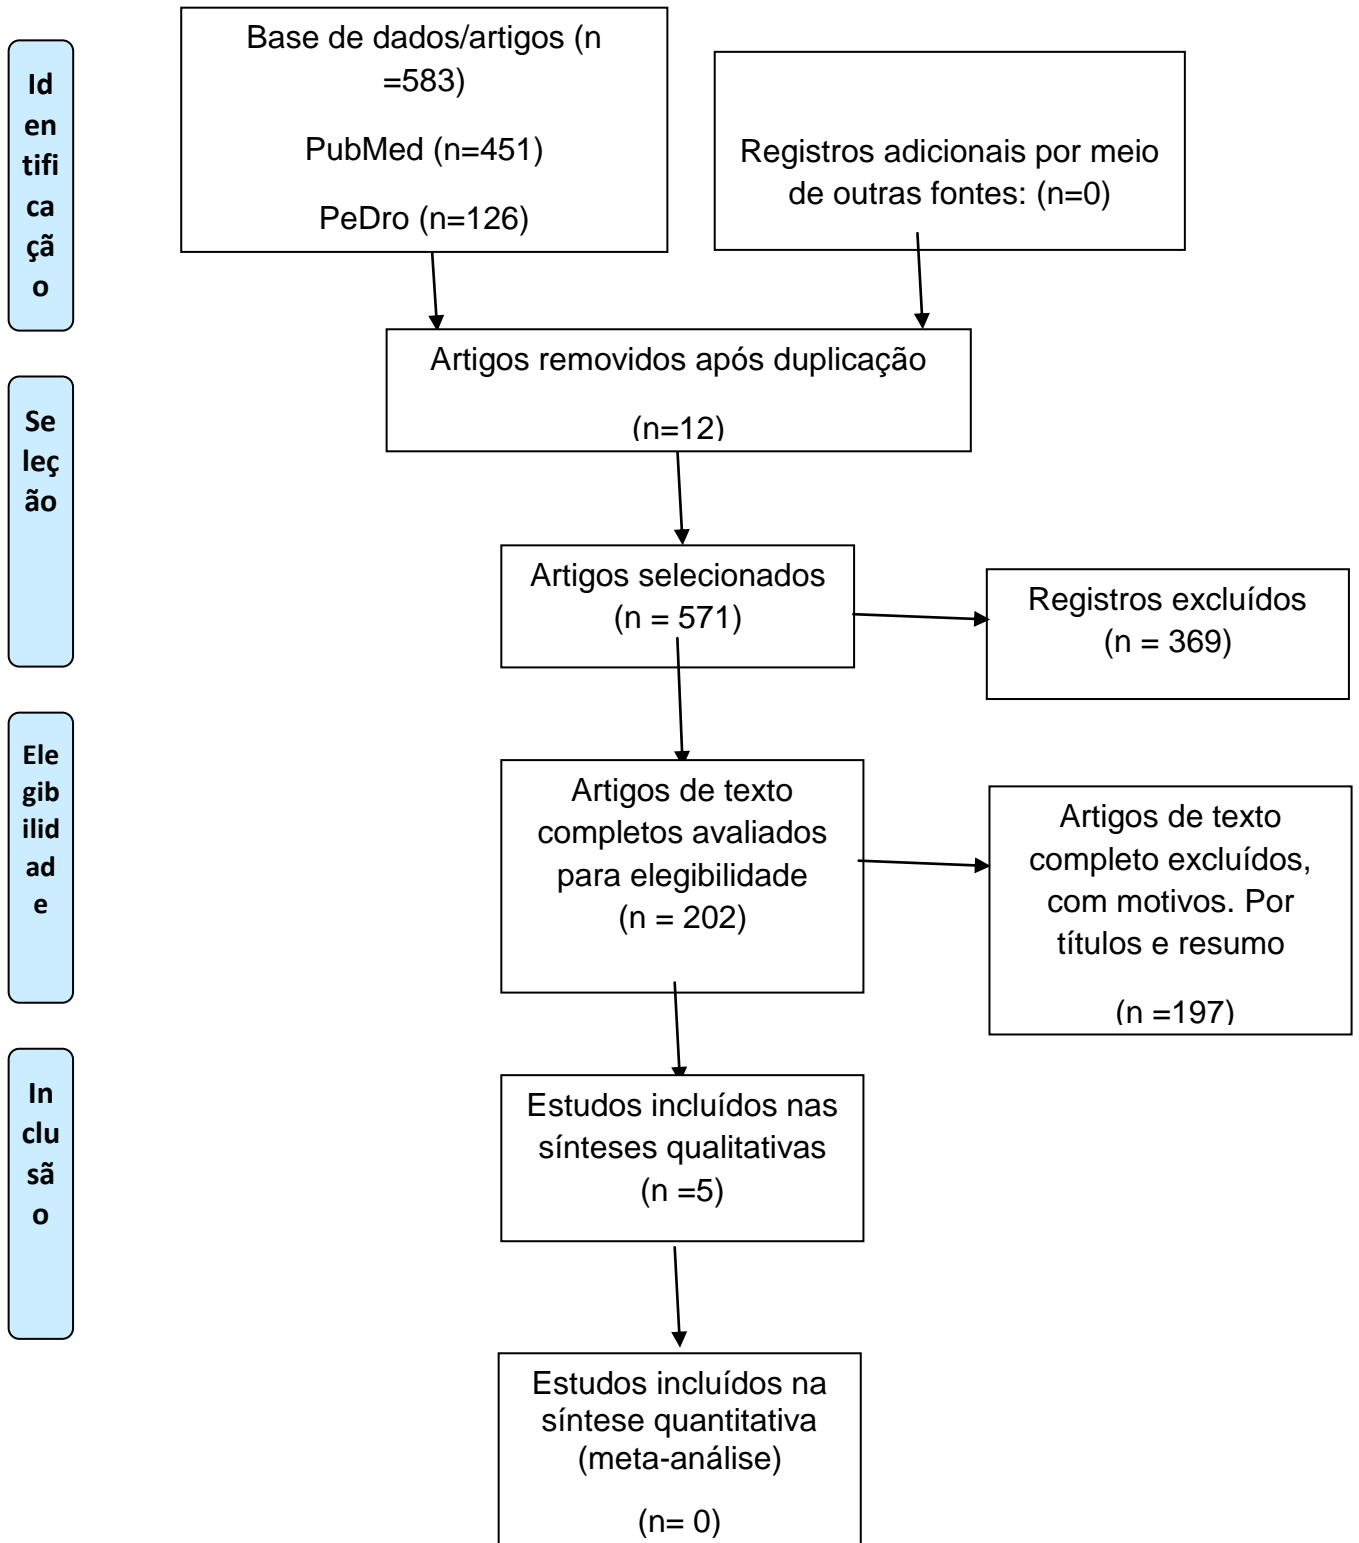 Id
en
tifi
ca
çã
o
Base de dados/artigos (n
=583)
PubMed (n=451)
PeDro (n=126)
Registros adicionais por meio
de outras fontes: (n=0)
Artigos removidos após duplicação
(n=12)
Se
leç
ão
Artigos selecionados
(n = 571)
Registros excluídos
(n = 369)
Ele
gib
ilid
ad
e
Artigos de texto
completos avaliados
para elegibilidade
(n = 202)
Artigos de texto
completo excluídos,
com motivos. Por
títulos e resumo
(n =197)
In
clu
sã
o
Estudos incluídos nas
sínteses qualitativas
(n =5)
Estudos incluídos na
síntese quantitativa
(meta-análise)
(n= 0)